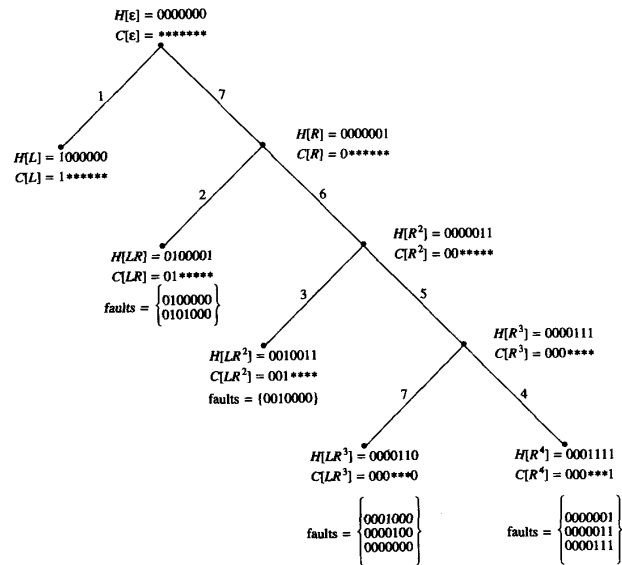 H[ε] = 0000000
C[ε] = *******
1
7
H[L] = 1000000
C[L] = 1******
H[R] = 0000001
C[R] = 0******
2
6
H[LR] = 0100001
C[LR] = 01*****
faults = {0100000
0101000}
H[R²] = 0000011
C[R²] = 00*****
3
5
H[LR²] = 0010011
C[LR²] = 001****
faults = {0010000}
H[R³] = 0000111
C[R³] = 000****
7
4
H[LR³] = 0000110
C[LR³] = 000***0
faults = {0001000
0000100
0000000}
H[R⁴] = 0001111
C[R⁴] = 000***1
faults = {0000001
0000011
0000111}